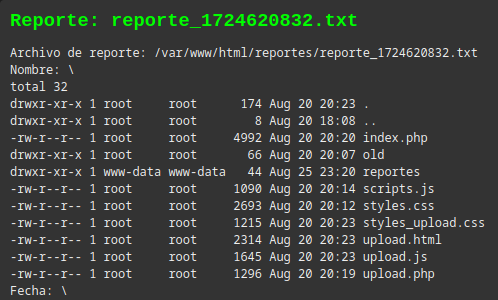 Reporte: reporte_1724620832.txt
Archivo de reporte: /var/www/html/reportes/reporte_1724620832.txt
Nombre: \
total 32
drwxr-xr-x 1 root     root      174 Aug 20 20:23 .
drwxr-xr-x 1 root     root        8 Aug 20 18:08 ..
-rw-r--r-- 1 root     root     4992 Aug 20 20:20 index.php
drwxr-xr-x 1 root     root       66 Aug 20 20:07 old
drwxr-xr-x 1 www-data www-data   44 Aug 25 23:20 reportes
-rw-r--r-- 1 root     root     1090 Aug 20 20:14 scripts.js
-rw-r--r-- 1 root     root     2693 Aug 20 20:12 styles.css
-rw-r--r-- 1 root     root     1215 Aug 20 20:23 styles_upload.css
-rw-r--r-- 1 root     root     2314 Aug 20 20:23 upload.html
-rw-r--r-- 1 root     root     1645 Aug 20 20:23 upload.js
-rw-r--r-- 1 root     root     1296 Aug 20 20:19 upload.php
Fecha: \